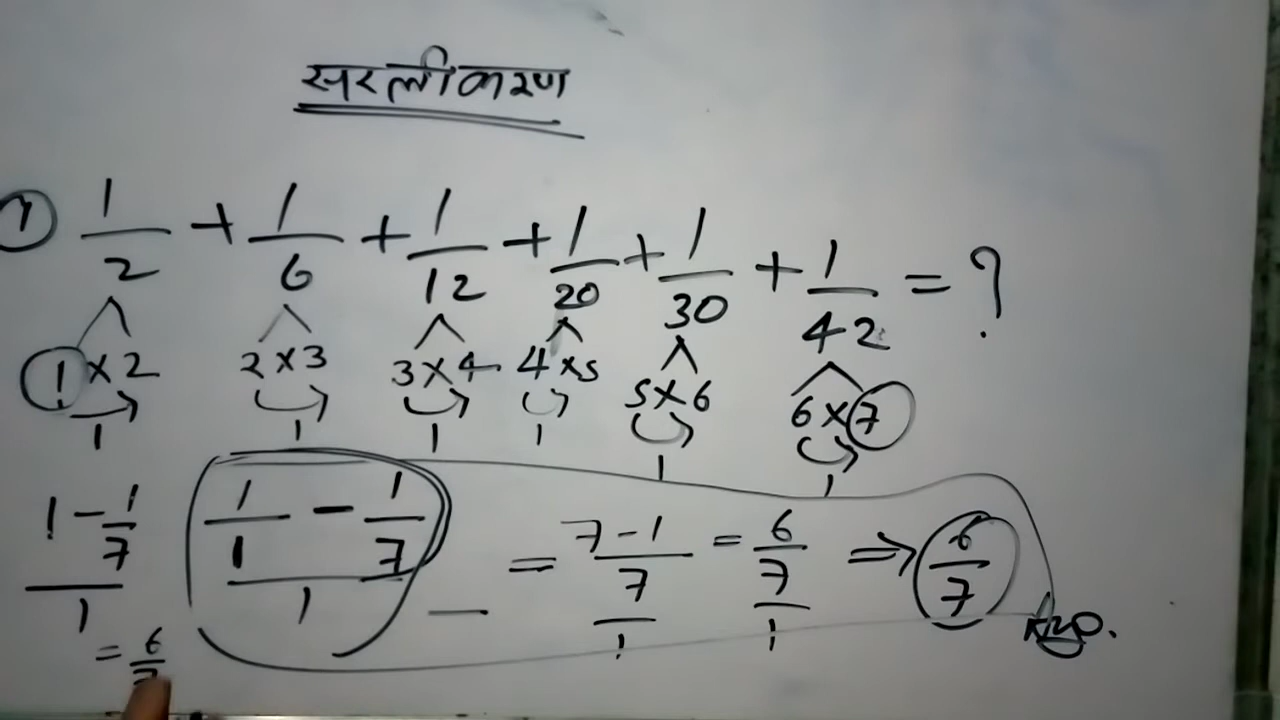 सरलीकरण
① 1/2 + 1/6 + 1/12 + 1/20 + 1/30 + 1/42 = ?
1×2 2×3 3×4 4×5 5×6 6×7
1 1 1 1 1 1
(1 - 1/7)/1 (1/1 - 1/7)/1 = ((7-1)/7)/1 = (6/7)/1 ⇒ 6/7
= 6/7